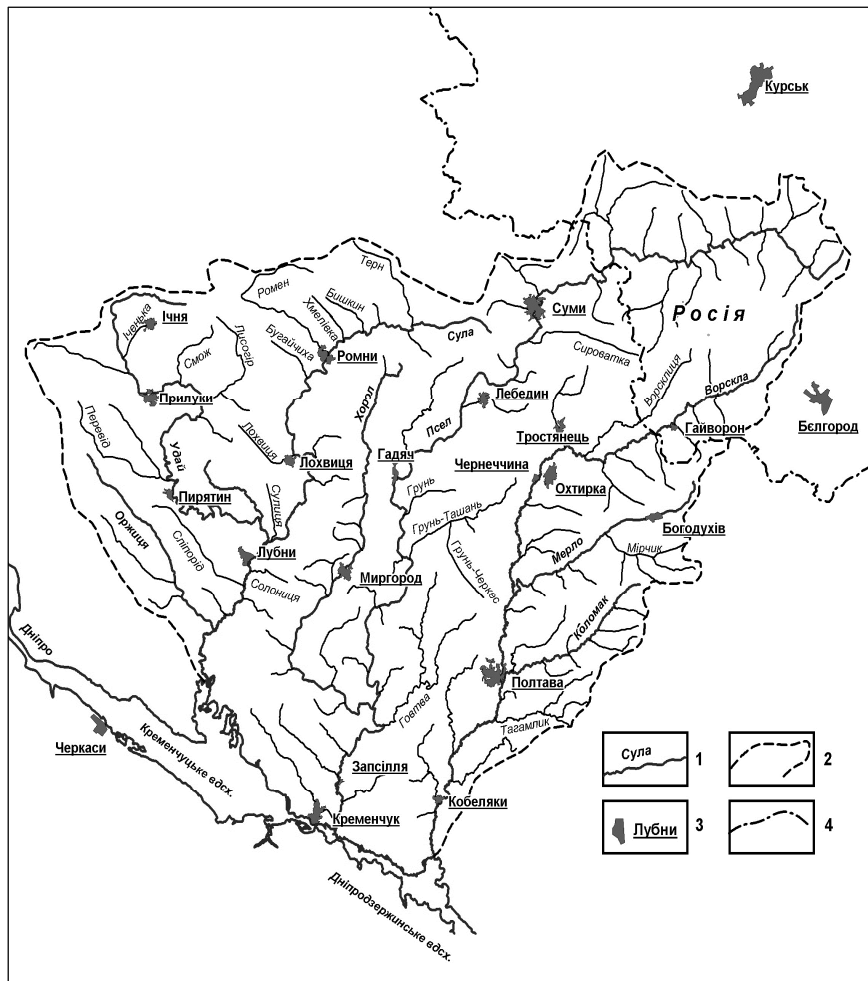 Курськ
Терн
Ромен
Бишкин
Хмелівка
Іченька
Ічня
Суми
Росія
Лисогір
Бугайчиха
Сула
Смож
Ромни
Сироватка
Ворсклиця
Ворскла
Хорол
Лебедин
Прилуки
Псел
Перевід
Тростянець
Гайворон
Бєлгород
Удай
Лохвиця
Гадяч
Лохвиця
Чернеччина
Грунь
Охтирка
Пирятин
Сулиця
Богодухів
Оржиця
Грунь-Ташань
Сліпорід
Лубни
Мерло
Мірчик
Грунь-Черкес
Миргород
Солониця
Коломак
Дніпро
Полтава
Говтва
Тагамлик
Черкаси
Кременчуцьке вдсх.
Запсілля
Сула
1
2
Кобеляки
Кременчук
Лубни
3
4
Дніпродзержинське вдсх.